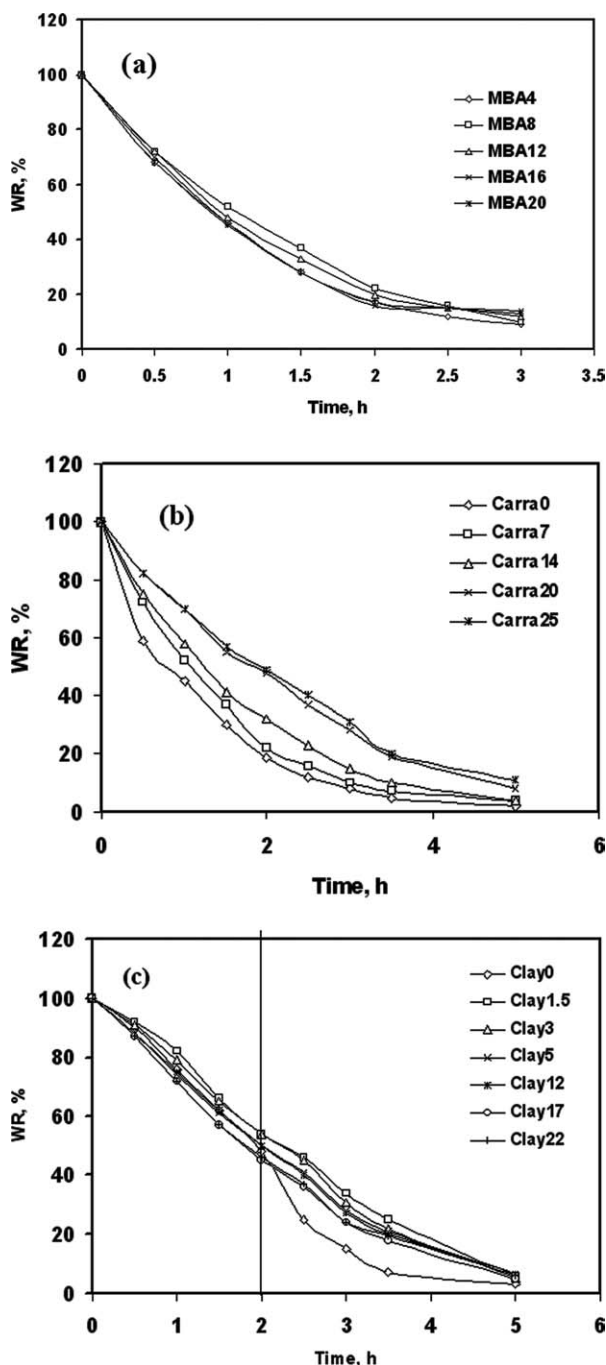 (a)
120
100
80
60
40
20
0
WR, %
MBA4
MBA8
MBA12
MBA16
MBA20
0 0.5 1 1.5 2 2.5 3 3.5
Time, h
(b)
120
100
80
60
40
20
0
WR, %
Carra0
Carra7
Carra14
Carra20
Carra25
0 2 4 6
Time, h
(c)
120
100
80
60
40
20
0
WR, %
Clay0
Clay1.5
Clay3
Clay5
Clay12
Clay17
Clay22
0 1 2 3 4 5 6
Time, h